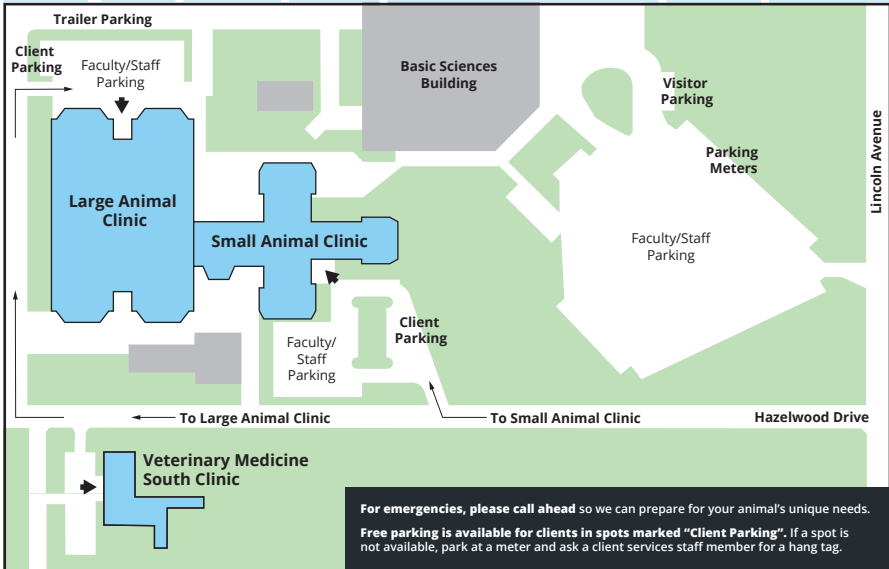 Trailer Parking
Client
Parking
Faculty/Staff
Parking
Basic Sciences
Building
Visitor
Parking
Parking
Meters
Lincoln Avenue
Large Animal
Clinic
Small Animal Clinic
Faculty/Staff
Parking
Client
Parking
Faculty/
Staff
Parking
To Large Animal Clinic
To Small Animal Clinic
Hazelwood Drive
Veterinary Medicine
South Clinic
For emergencies, please call ahead so we can prepare for your animal’s unique needs.
Free parking is available for clients in spots marked “Client Parking”. If a spot is
not available, park at a meter and ask a client services staff member for a hang tag.